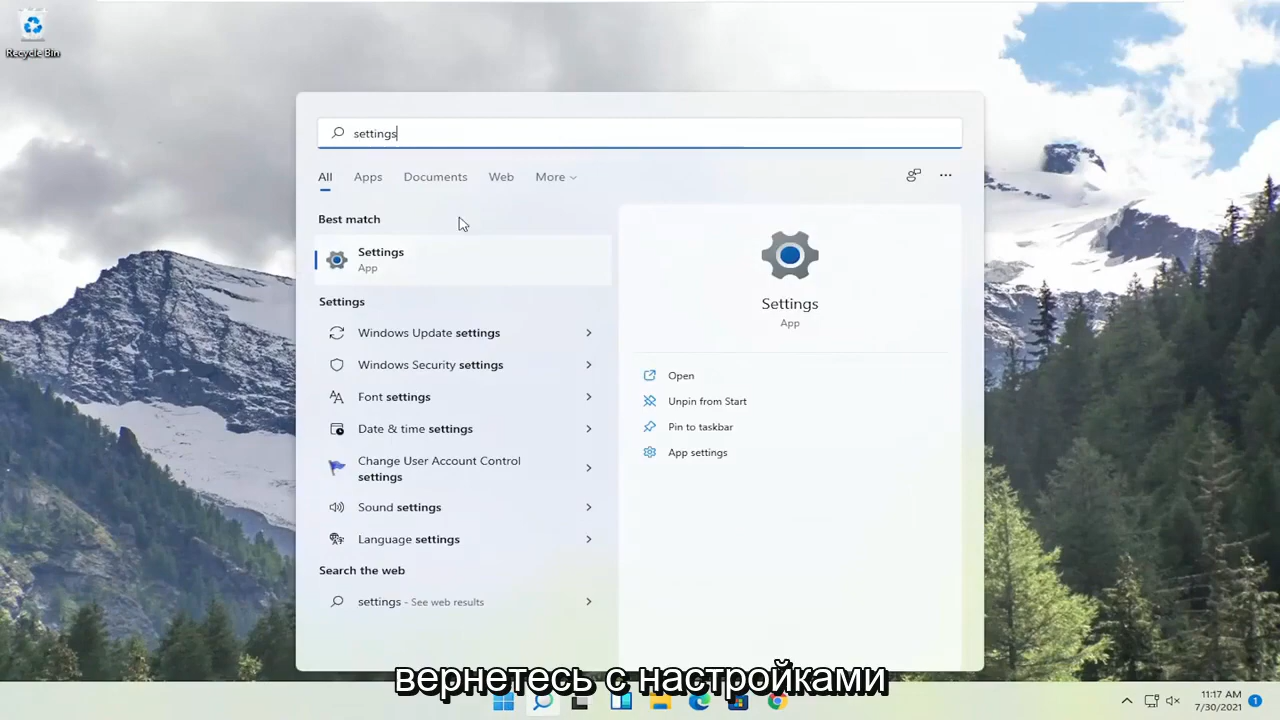 Recycle Bin
settings
All Apps Documents Web More
Best match
Settings
App
Settings
Windows Update settings
Windows Security settings
Font settings
Date & time settings
Change User Account Control
settings
Sound settings
Language settings
Search the web
settings - See web results
Settings
App
Open
Unpin from Start
Pin to taskbar
App settings
вернетесь с настройками
11:17 AM
7/30/2021
1